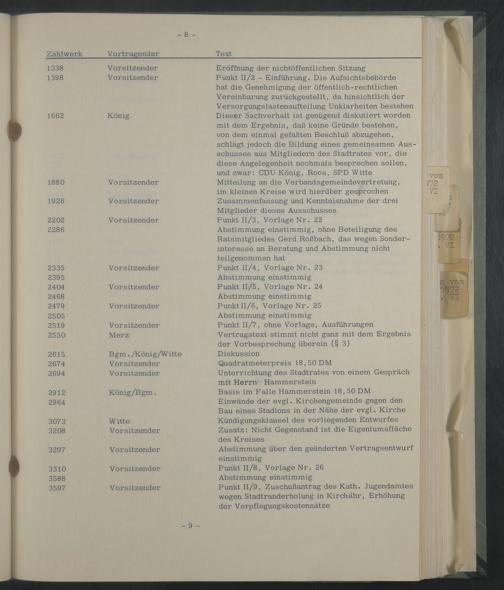 - 8 -
Zählwerk Vortragender Text
1338 Vorsitzender Eröffnung der nichtöffentlichen Sitzung
1398 Vorsitzender Punkt II/2 - Einführung. Die Aufsichtsbehörde
hat die Genehmigung der öffentlich-rechtlichen
Vereinbarung zurückgestellt, da hinsichtlich der
Versorgungslastenaufteilung Unklarheiten bestehen
1662 König Dieser Sachverhalt ist genügend diskutiert worden
mit dem Ergebnis, daß keine Gründe bestehen,
von dem einmal gefaßten Beschluß abzugehen,
schlägt jedoch die Bildung eines gemeinsamen Aus-
schusses aus Mitgliedern des Stadtrates vor, die
diese Angelegenheit nochmals besprechen sollen,
und zwar: CDU König, Roos, SPD Witte
1880 Vorsitzender Mitteilung an die Verbandsgemeindevertretung,
im kleinen Kreise wird hierüber gesprochen
1926 Vorsitzender Zusammenfassung und Kenntnisnahme der drei
Mitglieder dieses Ausschusses
2202 Vorsitzender Punkt II/3, Vorlage Nr. 22
2286 Abstimmung einstimmig, ohne Beteiligung des
Ratsmitgliedes Gerd Roßbach, das wegen Sonder-
interesse an Beratung und Abstimmung nicht
teilgenommen hat
2335 Vorsitzender Punkt II/4, Vorlage Nr. 23
2395 Abstimmung einstimmig
2404 Vorsitzender Punkt II/5, Vorlage Nr. 24
2468 Abstimmung einstimmig
2479 Vorsitzender Punkt II/6, Vorlage Nr. 25
2505 Abstimmung einstimmig
2519 Vorsitzender Punkt II/7, ohne Vorlage, Ausführungen
2550 Merz Vertragstext stimmt nicht ganz mit dem Ergebnis
der Vorbesprechung überein (§ 3)
2615 Bgm./König/Witte Diskussion
2674 Vorsitzender Quadratmeterpreis 18,50 DM
2694 Vorsitzender Unterrichtung des Stadtrates von einem Gespräch
mit Herrn Hammerstein
2912 König/Bgm. Basis im Falle Hammerstein 18,50 DM
2964 Einwände der evgl. Kirchengemeinde gegen den
Bau eines Stadions in der Nähe der evgl. Kirche
3073 Witte Kündigungsklausel des vorliegenden Entwurfes
3208 Vorsitzender Zusatz: Nicht Gegenstand ist die Eigentumsfläche
des Kreises
3297 Vorsitzender Abstimmung über den geänderten Vertragsentwurf
einstimmig
3310 Vorsitzender Punkt II/8, Vorlage Nr. 26
3588 Abstimmung einstimmig
3597 Vorsitzender Punkt II/9, Zuschußantrag des Kath. Jugendamtes
wegen Stadtranderholung in Kirchähr, Erhöhung
der Verpflegungskostensätze
- 9 -